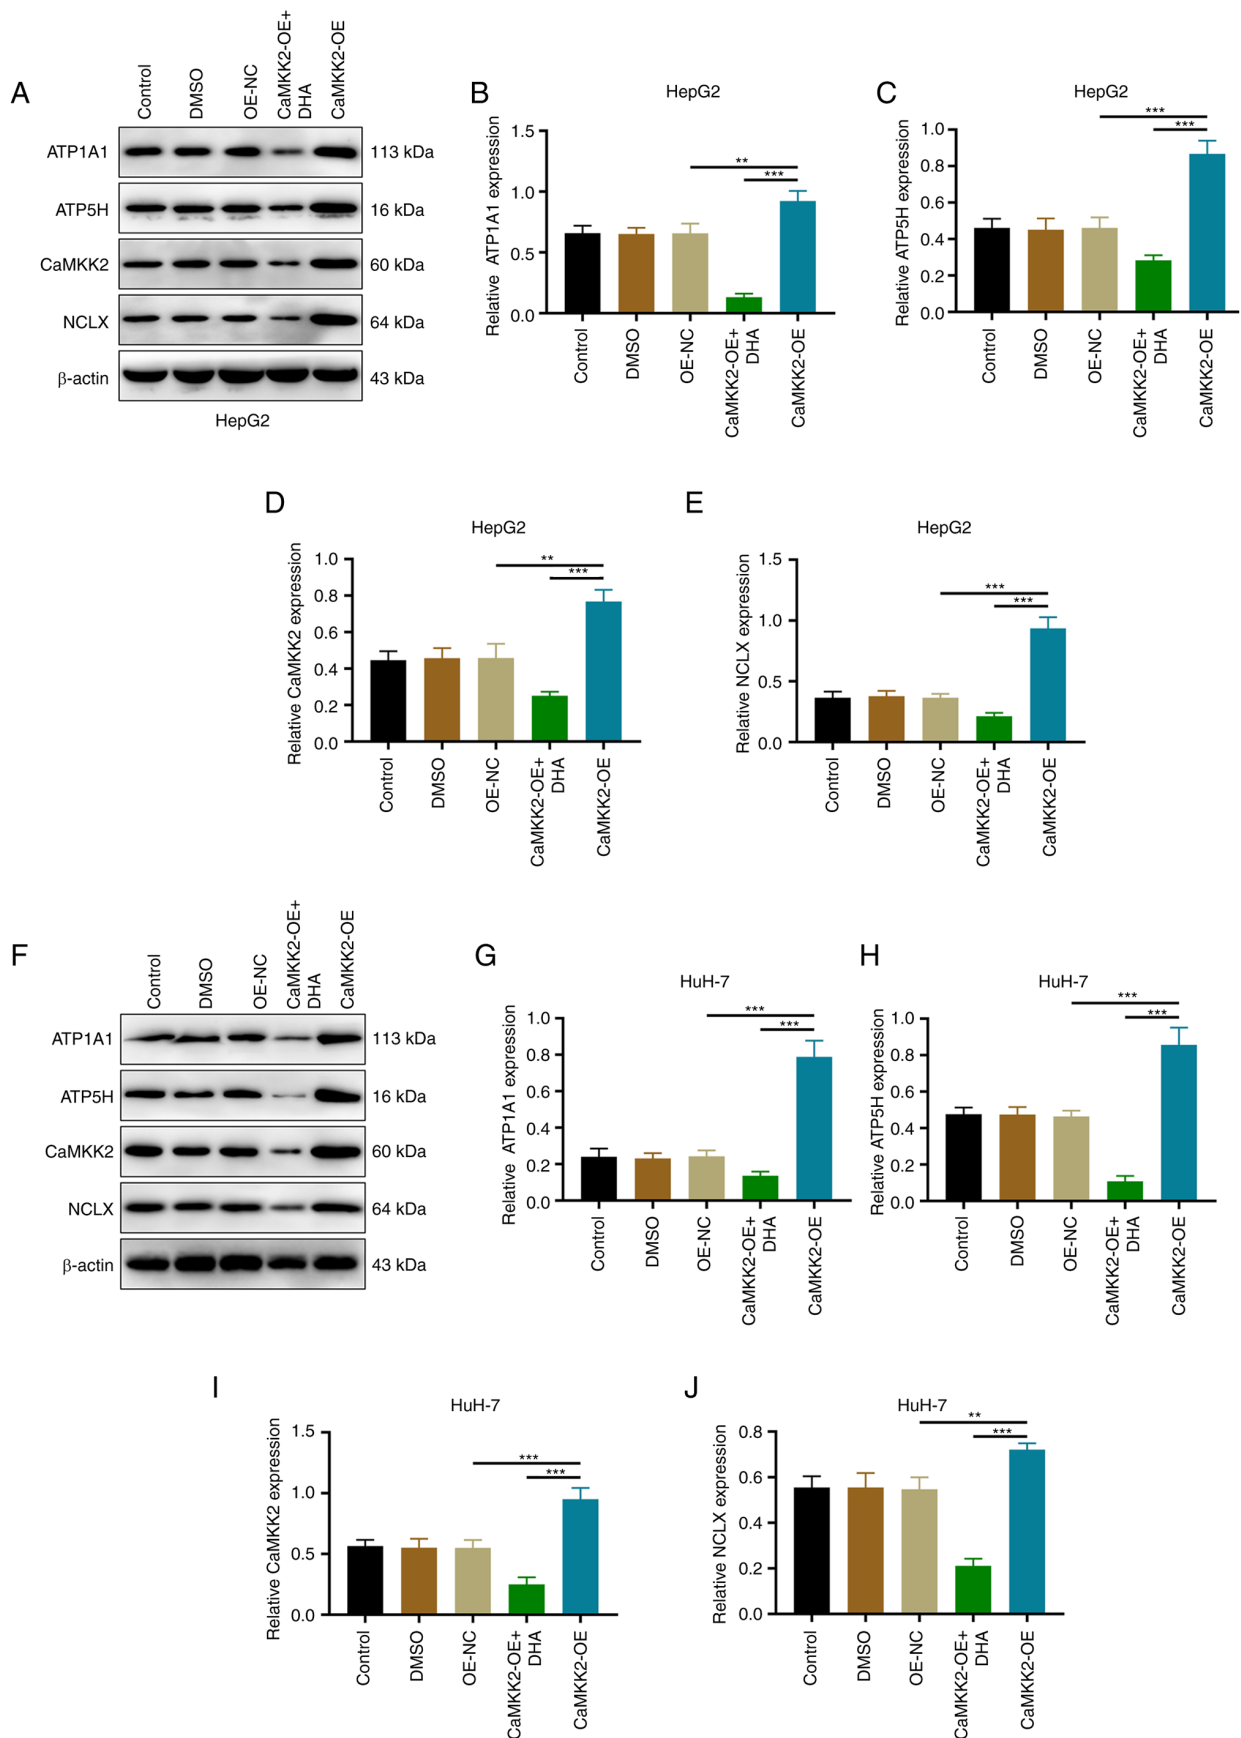 A
Control
DMSO
OE-NC
CaMKK2-OE+
DHA
CaMKK2-OE
ATP1A1
113 kDa
ATP5H
16 kDa
CaMKK2
60 kDa
NCLX
64 kDa
β-actin
43 kDa
HepG2
B
HepG2
Relative ATP1A1 expression
1.5
1.0
0.5
0.0
**
***
Control
DMSO
OE-NC
CaMKK2-OE+
DHA
CaMKK2-OE
C
HepG2
Relative ATP5H expression
1.0
0.8
0.6
0.4
0.2
0.0
***
***
Control
DMSO
OE-NC
CaMKK2-OE+
DHA
CaMKK2-OE
D
HepG2
Relative CaMKK2 expression
1.0
0.8
0.6
0.4
0.2
0.0
**
***
Control
DMSO
OE-NC
CaMKK2-OE+
DHA
CaMKK2-OE
E
HepG2
Relative NCLX expression
1.5
1.0
0.5
0.0
***
***
Control
DMSO
OE-NC
CaMKK2-OE+
DHA
CaMKK2-OE
F
Control
DMSO
OE-NC
CaMKK2-OE+
DHA
CaMKK2-OE
ATP1A1
113 kDa
ATP5H
16 kDa
CaMKK2
60 kDa
NCLX
64 kDa
β-actin
43 kDa
G
HuH-7
Relative ATP1A1 expression
1.0
0.8
0.6
0.4
0.2
0.0
***
***
Control
DMSO
OE-NC
CaMKK2-OE+
DHA
CaMKK2-OE
H
HuH-7
Relative ATP5H expression
1.0
0.8
0.6
0.4
0.2
0.0
***
***
Control
DMSO
OE-NC
CaMKK2-OE+
DHA
CaMKK2-OE
I
HuH-7
Relative CaMKK2 expression
1.5
1.0
0.5
0.0
***
***
Control
DMSO
OE-NC
CaMKK2-OE+
DHA
CaMKK2-OE
J
HuH-7
Relative NCLX expression
0.8
0.6
0.4
0.2
0.0
**
***
Control
DMSO
OE-NC
CaMKK2-OE+
DHA
CaMKK2-OE